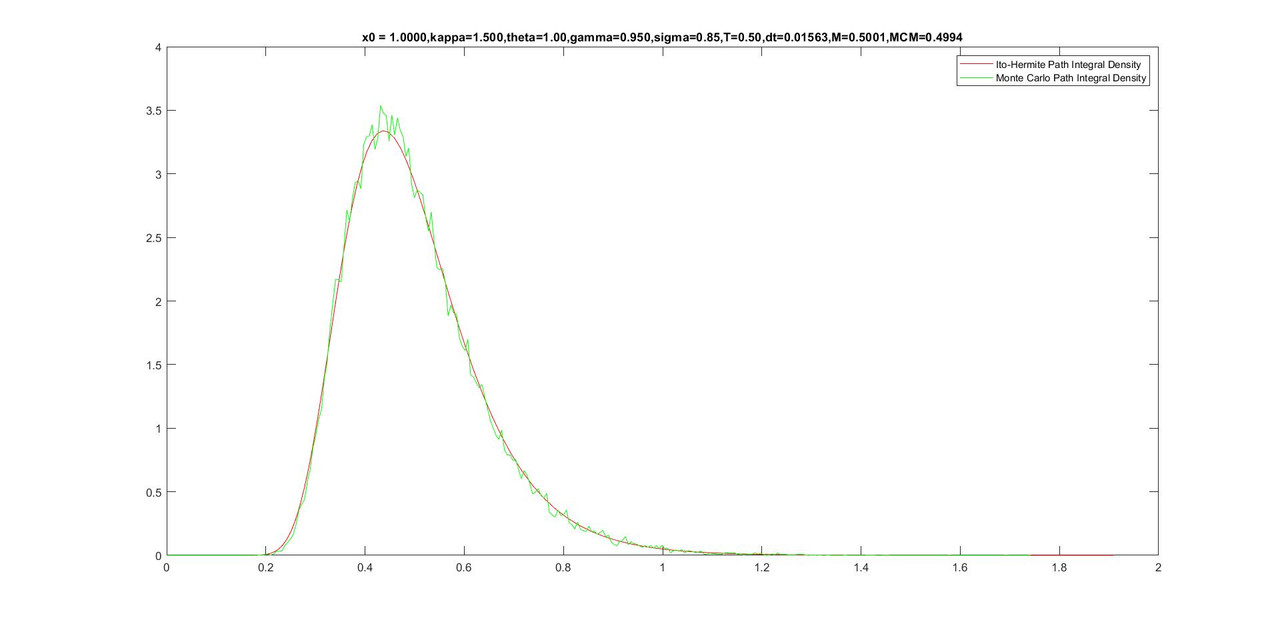 x0 = 1.0000,kappa=1.500,theta=1.00,gamma=0.950,sigma=0.85,T=0.50,dt=0.01563,M=0.5001,MCM=0.4994
Ito-Hermite Path Integral Density
Monte Carlo Path Integral Density
4
3.5
3
2.5
2
1.5
1
0.5
0
0 0.2 0.4 0.6 0.8 1 1.2 1.4 1.6 1.8 2